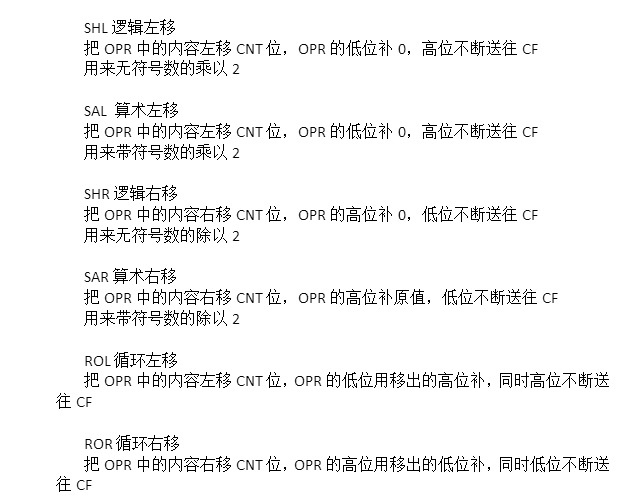 SHL 逻辑左移
把 OPR 中的内容左移 CNT 位，OPR 的低位补 0，高位不断送往 CF
用来无符号数的乘以 2
SAL 算术左移
把 OPR 中的内容左移 CNT 位，OPR 的低位补 0，高位不断送往 CF
用来带符号数的乘以 2
SHR 逻辑右移
把 OPR 中的内容右移 CNT 位，OPR 的高位补 0，低位不断送往 CF
用来无符号数的除以 2
SAR 算术右移
把 OPR 中的内容右移 CNT 位，OPR 的高位补原值，低位不断送往 CF
用来带符号数的除以 2
ROL 循环左移
把 OPR 中的内容左移 CNT 位，OPR 的低位用移出的高位补，同时高位不断送
往 CF
ROR 循环右移
把 OPR 中的内容右移 CNT 位，OPR 的高位用移出的低位补，同时低位不断送
往 CF